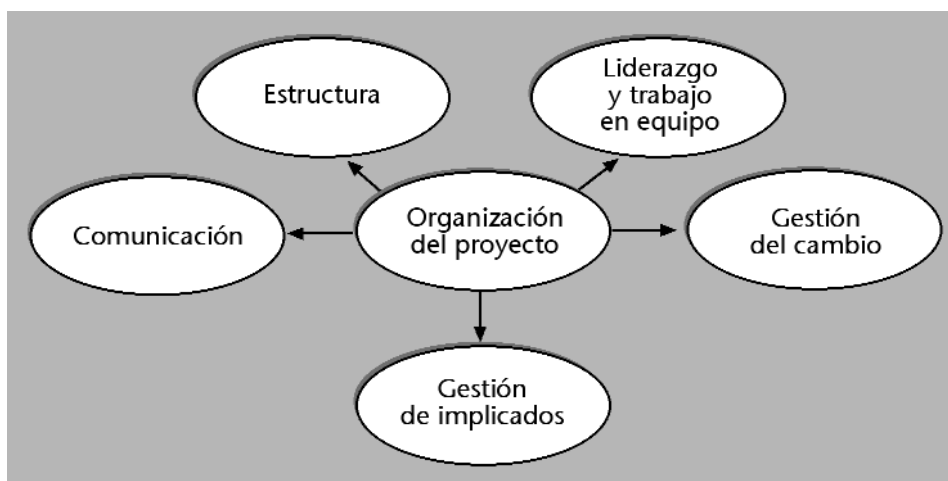 Estructura
Liderazgo
y trabajo
en equipo
Comunicación
Organización
del proyecto
Gestión
del cambio
Gestión
de implicados